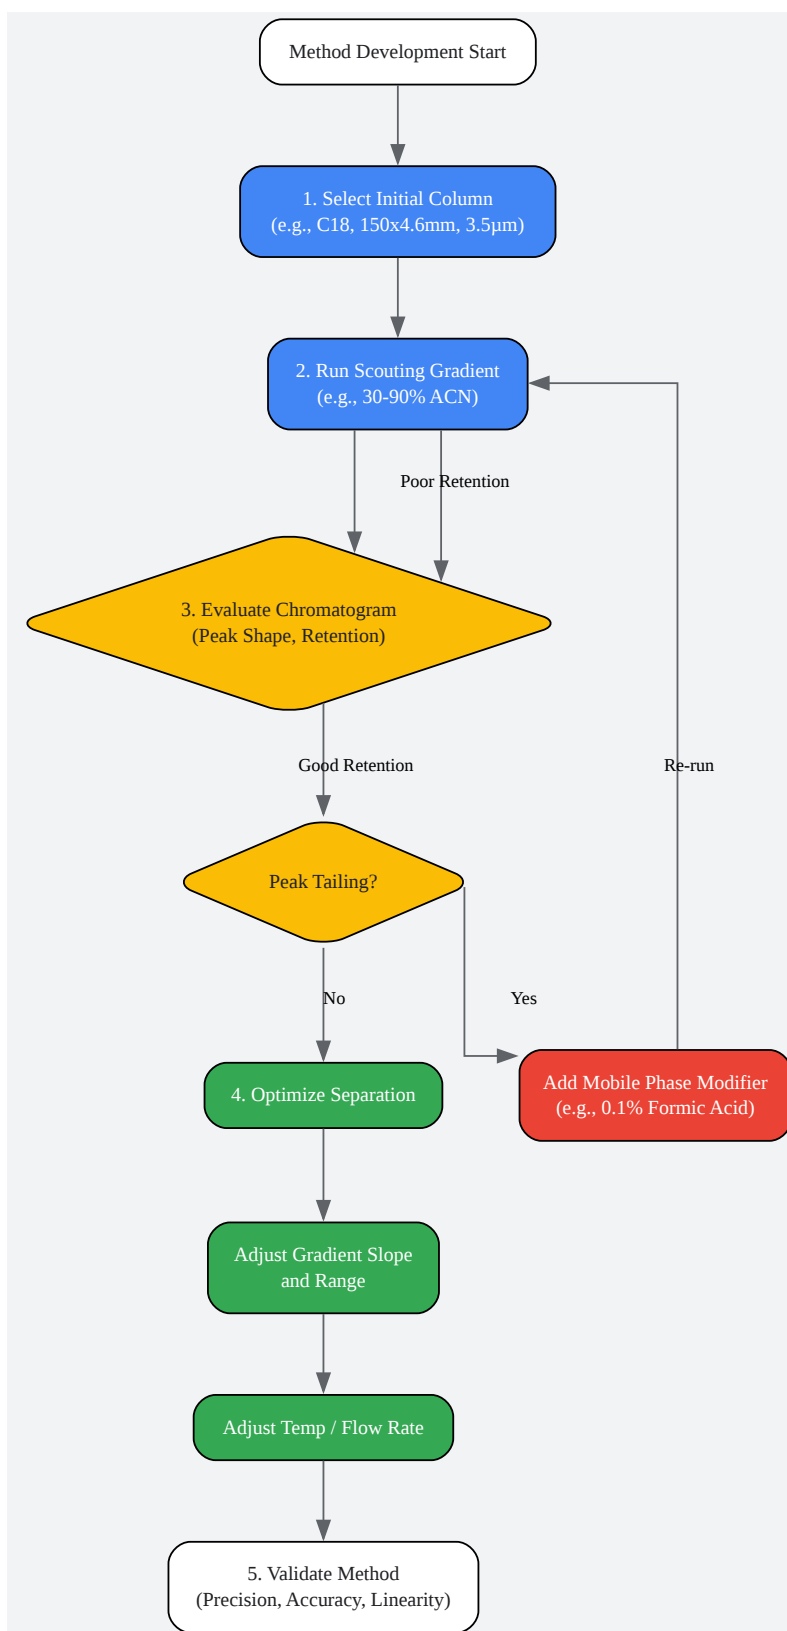 Method Development Start
1. Select Initial Column
(e.g., C18, 150x4.6mm, 3.5µm)
2. Run Scouting Gradient
(e.g., 30-90% ACN)
Poor Retention
3. Evaluate Chromatogram
(Peak Shape, Retention)
Good Retention
Re-run
Peak Tailing?
No
Yes
4. Optimize Separation
Add Mobile Phase Modifier
(e.g., 0.1% Formic Acid)
Adjust Gradient Slope
and Range
Adjust Temp / Flow Rate
5. Validate Method
(Precision, Accuracy, Linearity)